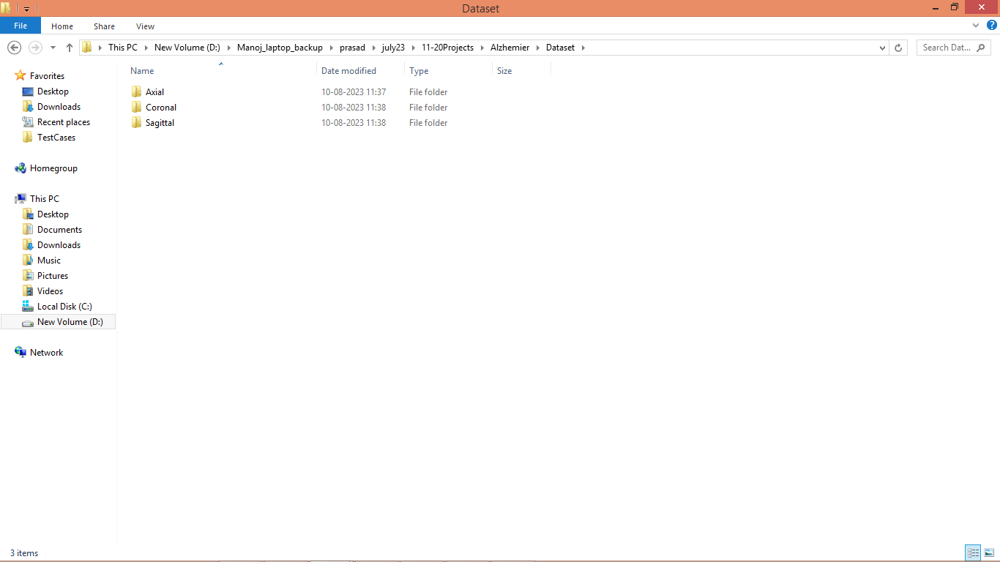 Dataset
File Home Share View
This PC New Volume (D:) Manoj_laptop_backup prasad july23 11-20Projects Alzhemier Dataset
Search Dat...
Name Date modified Type Size
Axial 10-08-2023 11:37 File folder
Coronal 10-08-2023 11:38 File folder
Sagittal 10-08-2023 11:38 File folder
Favorites
Desktop
Downloads
Recent places
TestCases
Homegroup
This PC
Desktop
Documents
Downloads
Music
Pictures
Videos
Local Disk (C:)
New Volume (D:)
Network
3 items